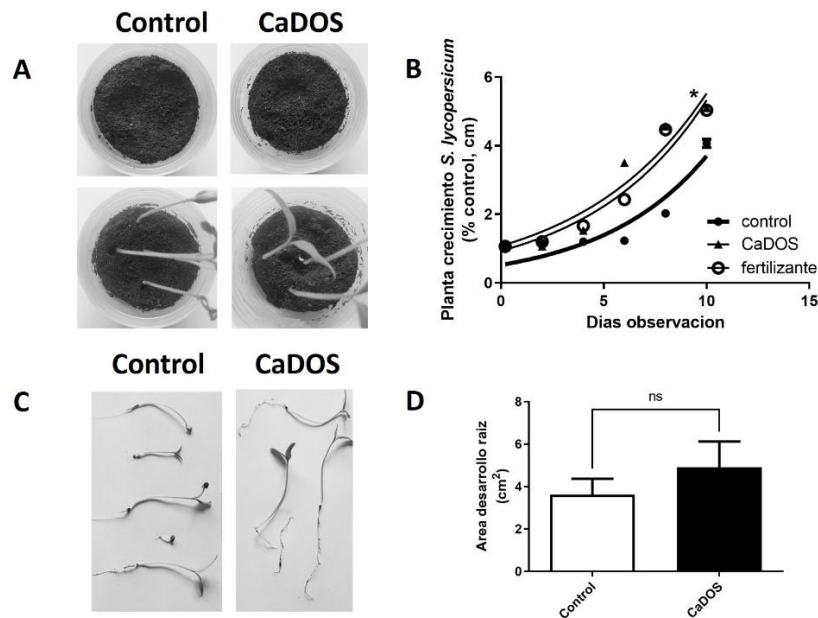 Control CaDOS
A
B
6
4
2
0
0 5 10 15
*
Planta crecimiento S. lycopersicum
(% control, cm)
control
CaDOS
fertilizante
Dias observacion
Control CaDOS
C
D
8
6
4
2
0
ns
Area desarrollo raiz
(cm²)
Control
CaDOS